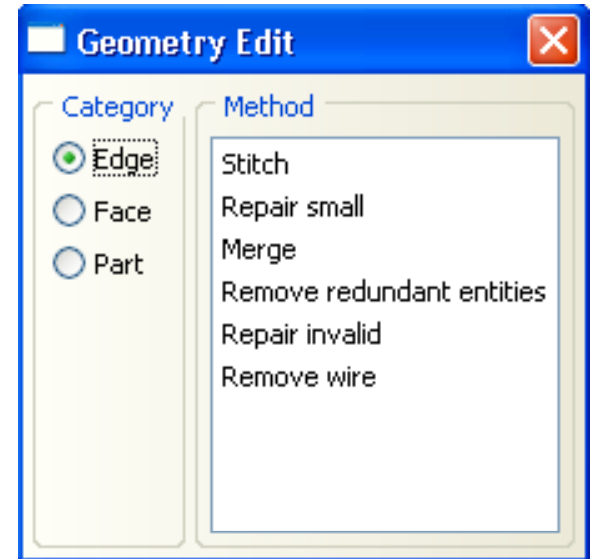 Geometry Edit
Category
Method
Edge
Face
Part
Stitch
Repair small
Merge
Remove redundant entities
Repair invalid
Remove wire